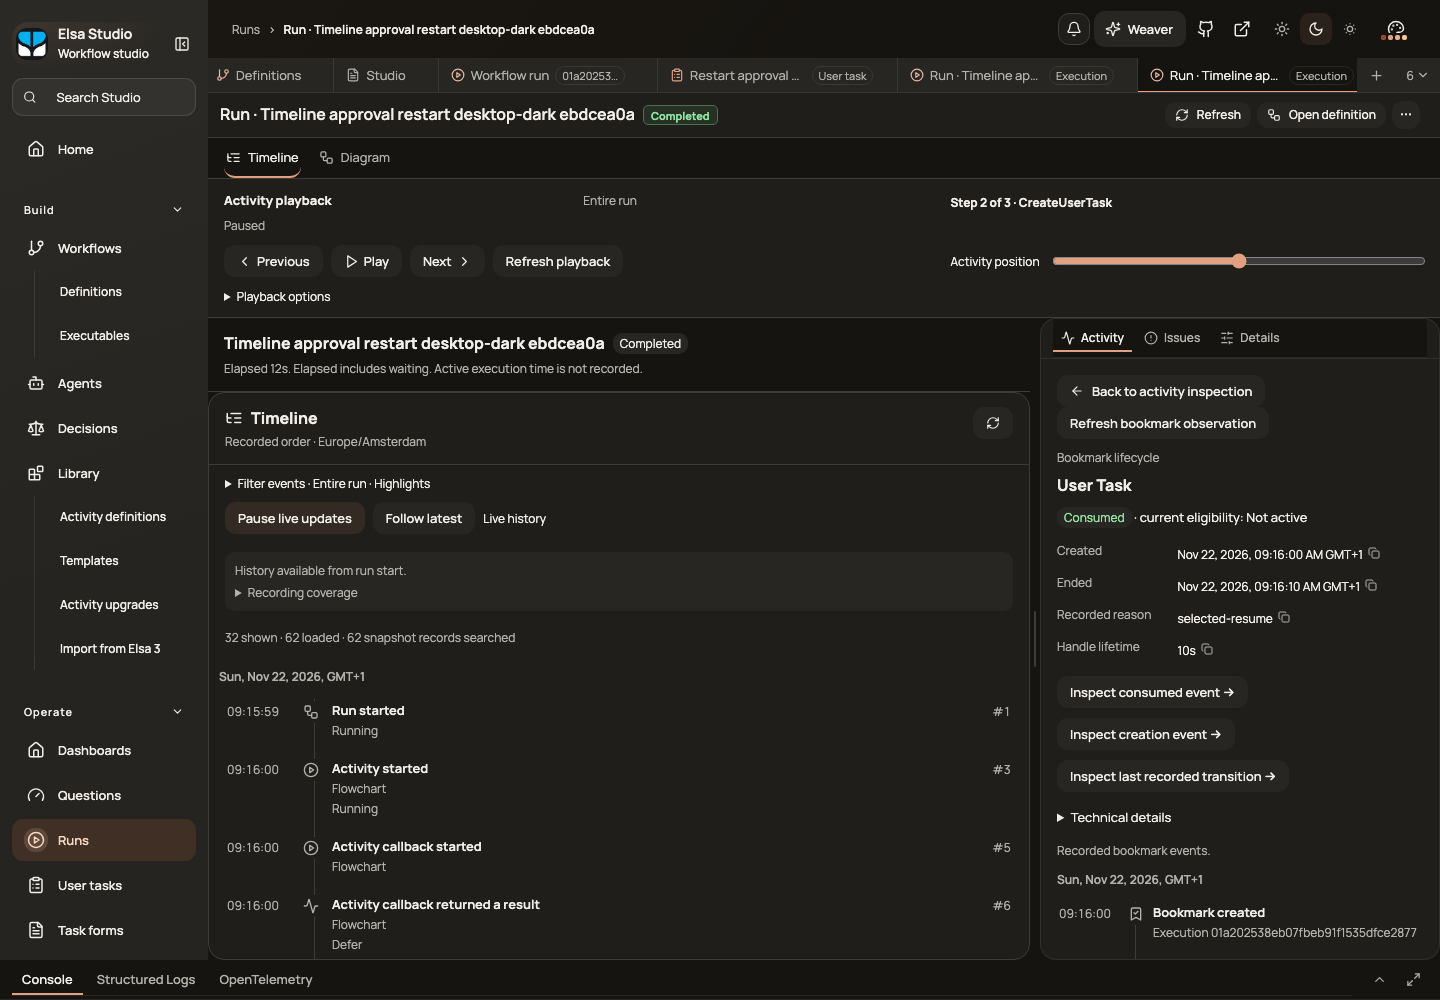 Elsa Studio
Workflow studio
Search Studio
Home
Build
Workflows
Definitions
Executables
Agents
Decisions
Library
Activity definitions
Templates
Activity upgrades
Import from Elsa 3
Operate
Dashboards
Questions
Runs
User tasks
Task forms
Runs › Run · Timeline approval restart desktop-dark ebdcea0a
Weaver
Definitions
Studio
Workflow run 01a20253...
Restart approval ... User task
Run · Timeline ap... Execution
Run · Timeline ap... Execution
6
Run · Timeline approval restart desktop-dark ebdcea0a Completed
Refresh
Open definition
Timeline
Diagram
Activity playback
Entire run
Step 2 of 3 · CreateUserTask
Paused
Previous
Play
Next
Refresh playback
Activity position
Playback options
Timeline approval restart desktop-dark ebdcea0a Completed
Elapsed 12s. Elapsed includes waiting. Active execution time is not recorded.
Timeline
Recorded order · Europe/Amsterdam
Filter events · Entire run · Highlights
Pause live updates
Follow latest
Live history
History available from run start.
Recording coverage
32 shown · 62 loaded · 62 snapshot records searched
Sun, Nov 22, 2026, GMT+1
09:15:59 Run started #1
Running
09:16:00 Activity started #3
Flowchart
Running
09:16:00 Activity callback started #5
Flowchart
09:16:00 Activity callback returned a result #6
Flowchart
Defer
Activity
Issues
Details
Back to activity inspection
Refresh bookmark observation
Bookmark lifecycle
User Task
Consumed · current eligibility: Not active
Created Nov 22, 2026, 09:16:00 AM GMT+1
Ended Nov 22, 2026, 09:16:10 AM GMT+1
Recorded reason selected-resume
Handle lifetime 10s
Inspect consumed event →
Inspect creation event →
Inspect last recorded transition →
Technical details
Recorded bookmark events.
Sun, Nov 22, 2026, GMT+1
09:16:00 Bookmark created
Execution 01a202538eb07fbeb91f1535dfce2877
Console
Structured Logs
OpenTelemetry